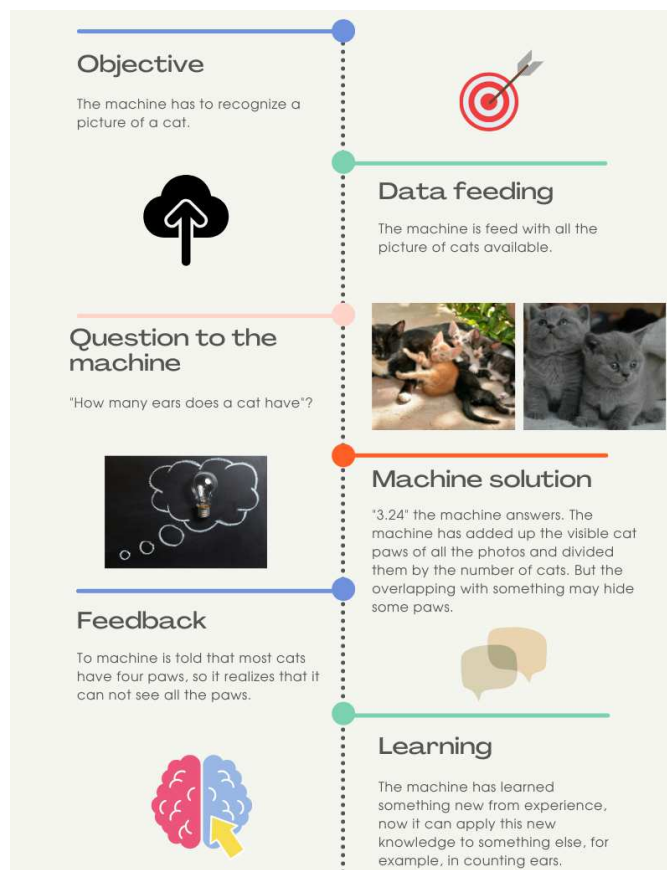 Objective
The machine has to recognize a
picture of a cat.
Data feeding
The machine is feed with all the
picture of cats available.
Question to the
machine
"How many ears does a cat have"?
Machine solution
"3.24" the machine answers. The
machine has added up the visible cat
paws of all the photos and divided
them by the number of cats. But the
overlapping with something may hide
some paws.
Feedback
To machine is told that most cats
have four paws, so it realizes that it
can not see all the paws.
Learning
The machine has learned
something new from experience,
now it can apply this new
knowledge to something else, for
example, in counting ears.